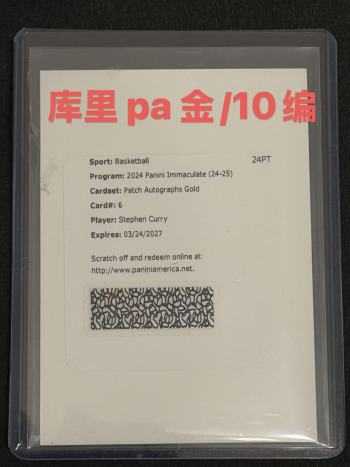 库里 pa 金 /10 编
Sport: Basketball
24PT
Program: 2024 Panini Immaculate (24-25)
Cardset: Patch Autographs Gold
Card#: 6
Player: Stephen Curry
Expires: 03/24/2027
Scratch off and redeem online at:
http://www.paniniamerica.net.